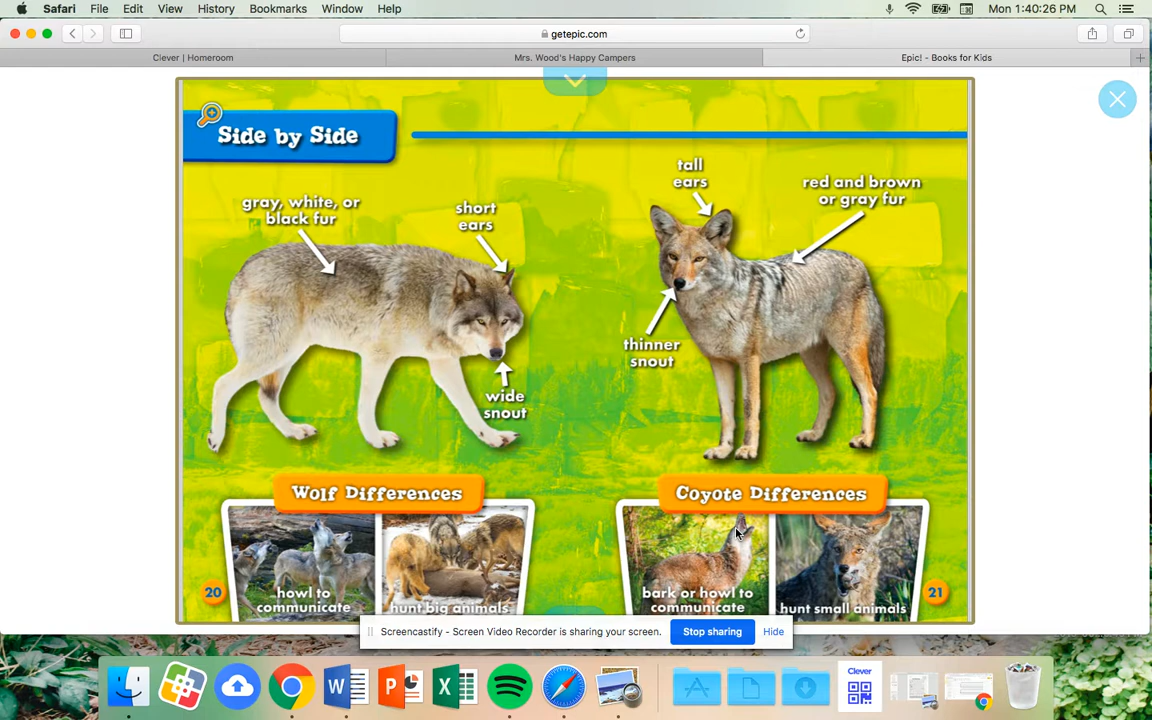 Safari File Edit View History Bookmarks Window Help Mon 1:40:26 PM
getepic.com
Clever | Homeroom Mrs. Wood's Happy Campers Epic! - Books for Kids
Side by Side
gray, white, or
black fur
short
ears
wide
snout
tall
ears
red and brown
or gray fur
thinner
snout
Wolf Differences
Coyote Differences
howl to
communicate
hunt big animals
bark or howl to
communicate
hunt small animals
20
21
Screencastify - Screen Video Recorder is sharing your screen. Stop sharing Hide
W P X
Clever